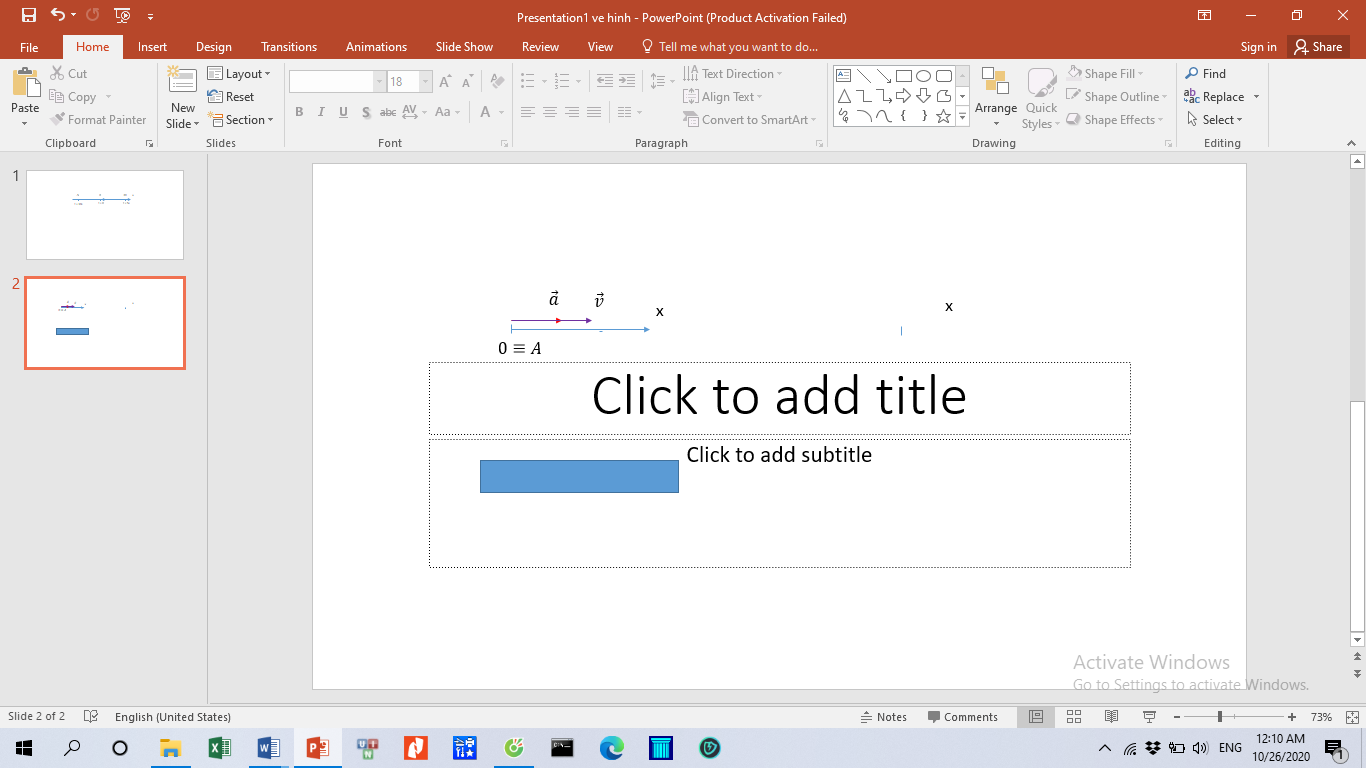 Presentation1 ve hinh - PowerPoint (Product Activation Failed)
File Home Insert Design Transitions Animations Slide Show Review View Tell me what you want to do... Sign in Share
Paste
Cut
Copy
Format Painter
Clipboard
New Slide
Layout
Reset
Section
Slides
18
B I U S abc AV Aa A
Font
Text Direction
Align Text
Convert to SmartArt
Paragraph
Arrange
Quick Styles
Shape Fill
Shape Outline
Shape Effects
Drawing
Find
Replace
Select
Editing
1
2
a⃗ v⃗ x x
0 ≡ A
Click to add title
Click to add subtitle
Activate Windows
Go to Settings to activate Windows.
Slide 2 of 2 English (United States) Notes Comments 73%
ENG 12:10 AM
10/26/2020
1